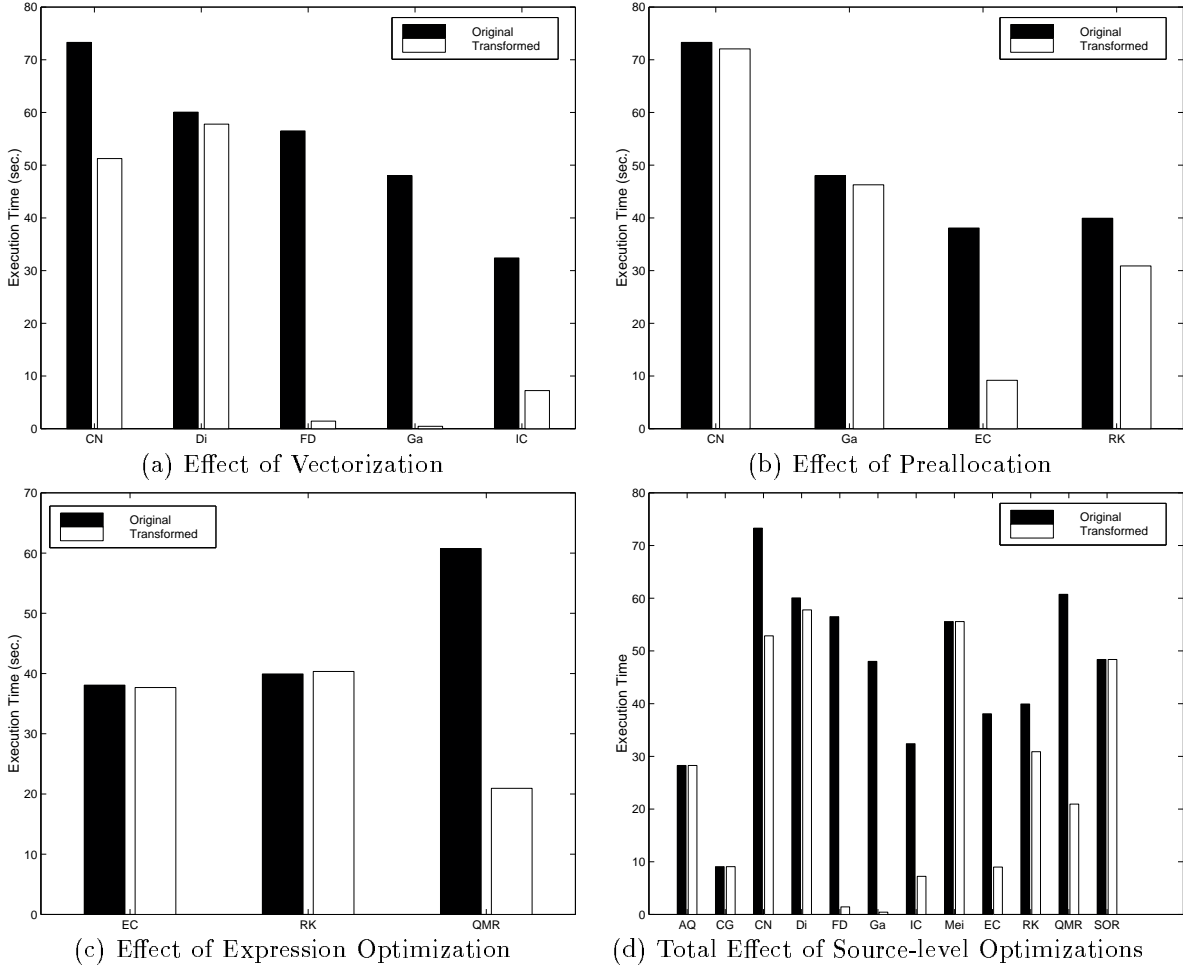 80
70
60
50
40
30
20
10
0
Execution Time (sec.)
Original
Transformed
CN Di FD Ga IC
(a) Effect of Vectorization
80
70
60
50
40
30
20
10
0
Execution Time (sec.)
Original
Transformed
CN Ga EC RK
(b) Effect of Preallocation
70
60
50
40
30
20
10
0
Execution Time (sec.)
Original
Transformed
EC RK QMR
(c) Effect of Expression Optimization
80
70
60
50
40
30
20
10
0
Execution Time
Original
Transformed
AQ CG CN Di FD Ga IC Mei EC RK QMR SOR
(d) Total Effect of Source-level Optimizations